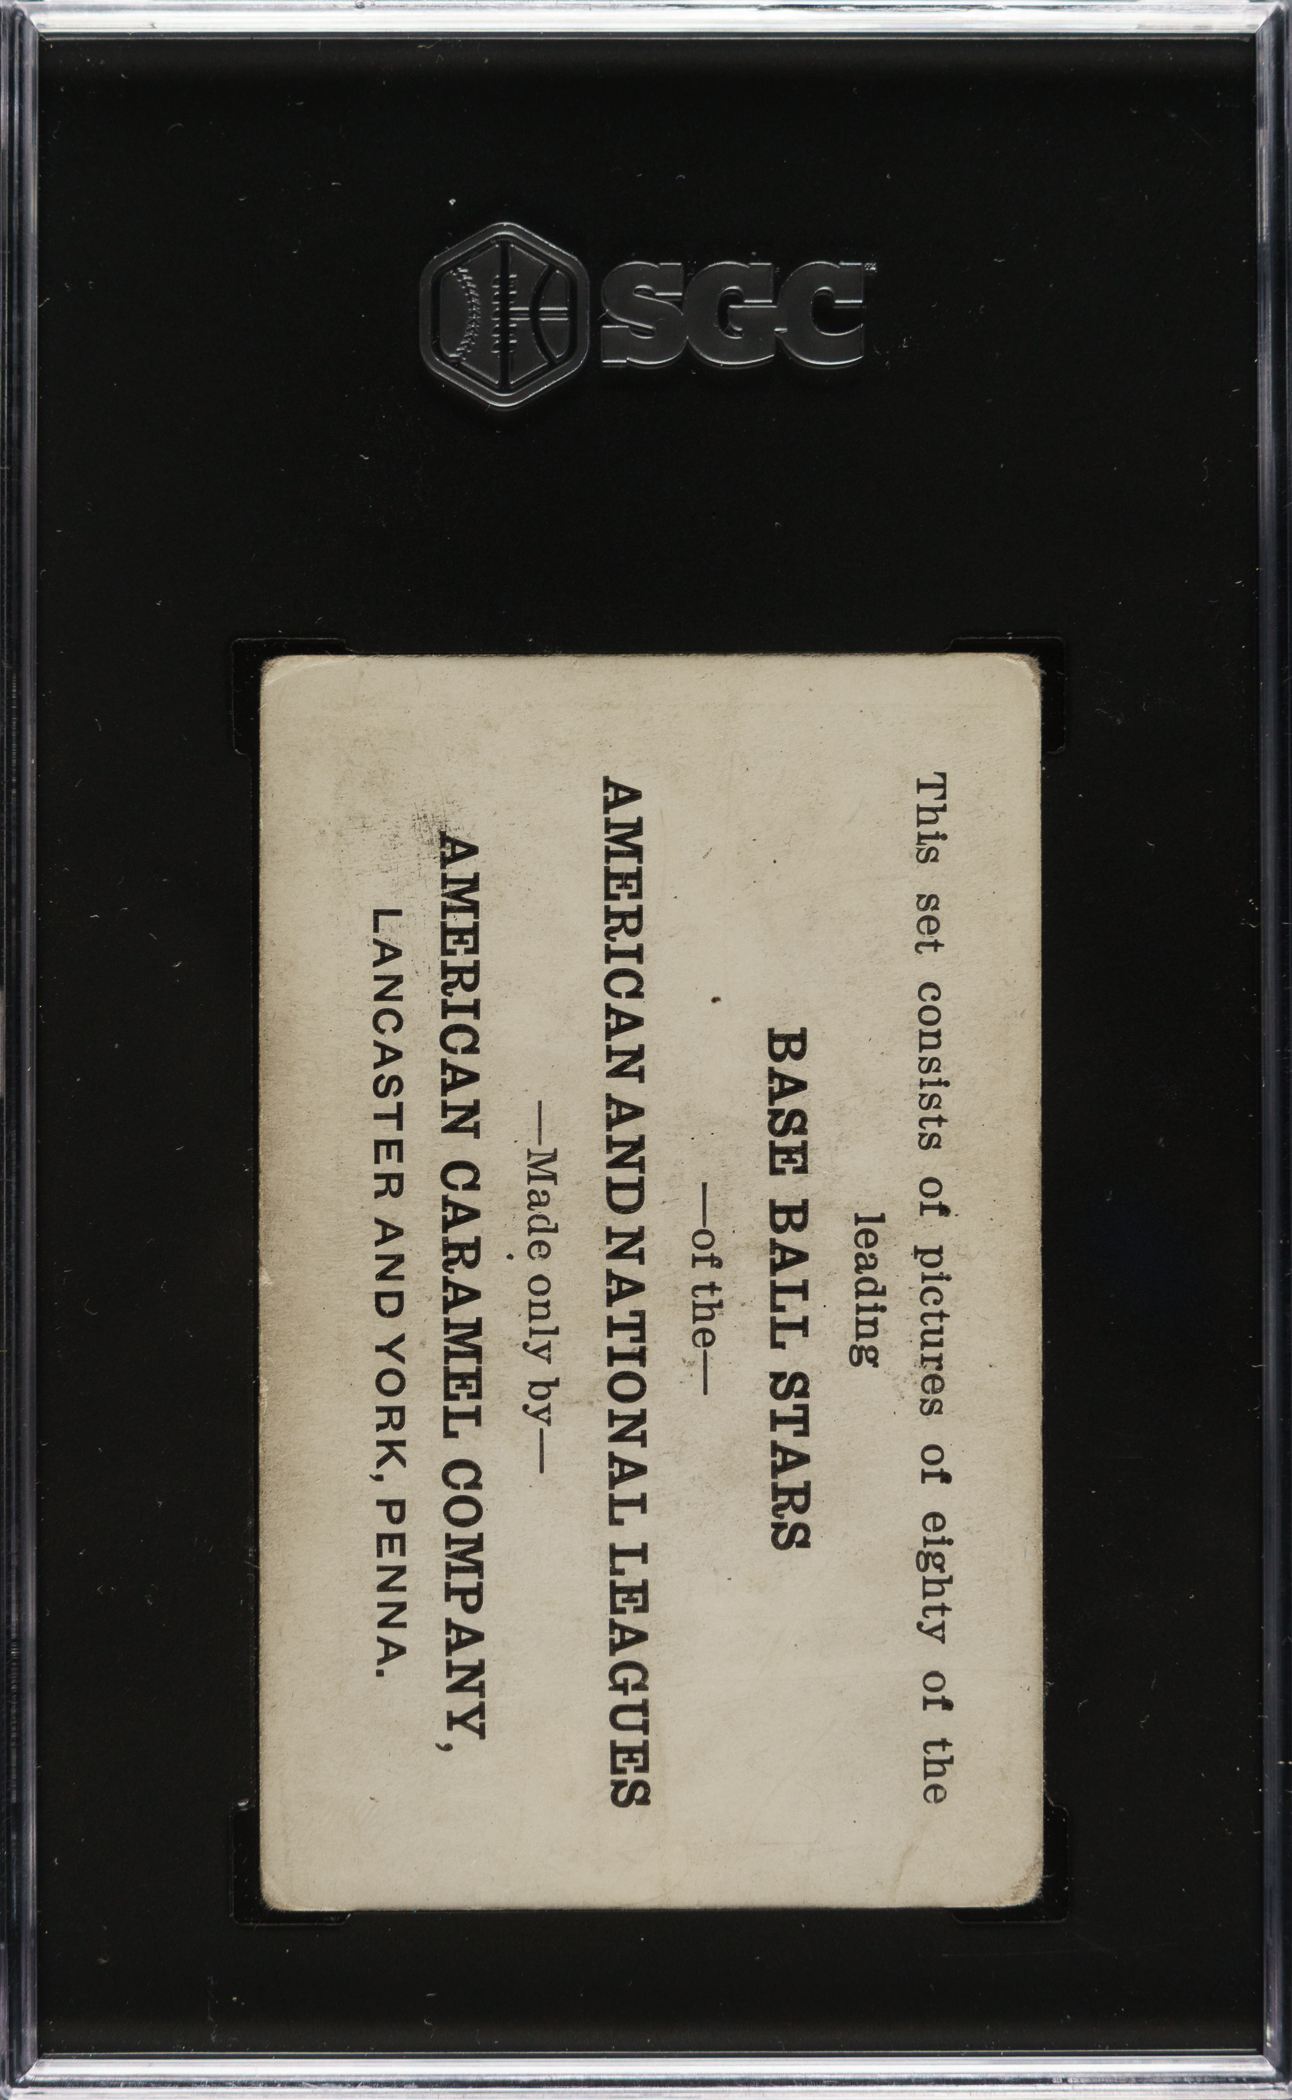 SGC
This set consists of pictures of eighty of the
leading
BASE BALL STARS
—of the—
AMERICAN AND NATIONAL LEAGUES
—Made only by—
AMERICAN CARAMEL COMPANY,
LANCASTER AND YORK, PENNA.